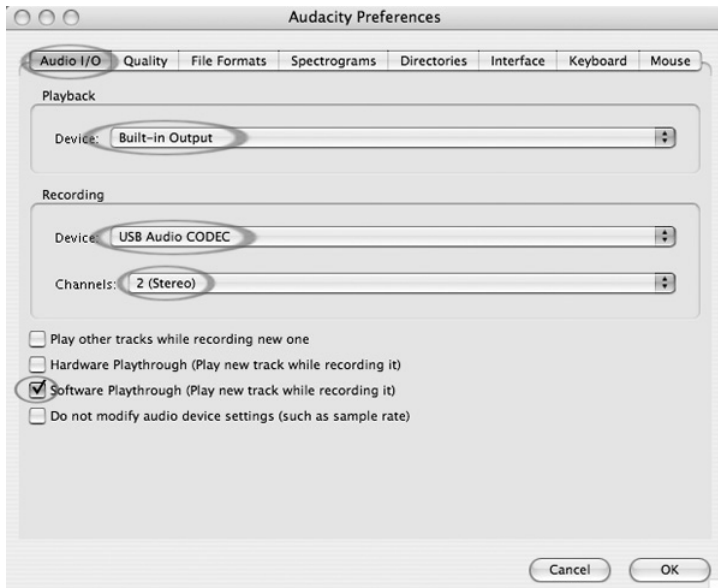 Audacity Preferences
Audio I/O Quality File Formats Spectrograms Directories Interface Keyboard Mouse
Playback
Device: Built-in Output
Recording
Device: USB Audio CODEC
Channels: 2 (Stereo)
Play other tracks while recording new one
Hardware Playthrough (Play new track while recording it)
Software Playthrough (Play new track while recording it)
Do not modify audio device settings (such as sample rate)
Cancel OK